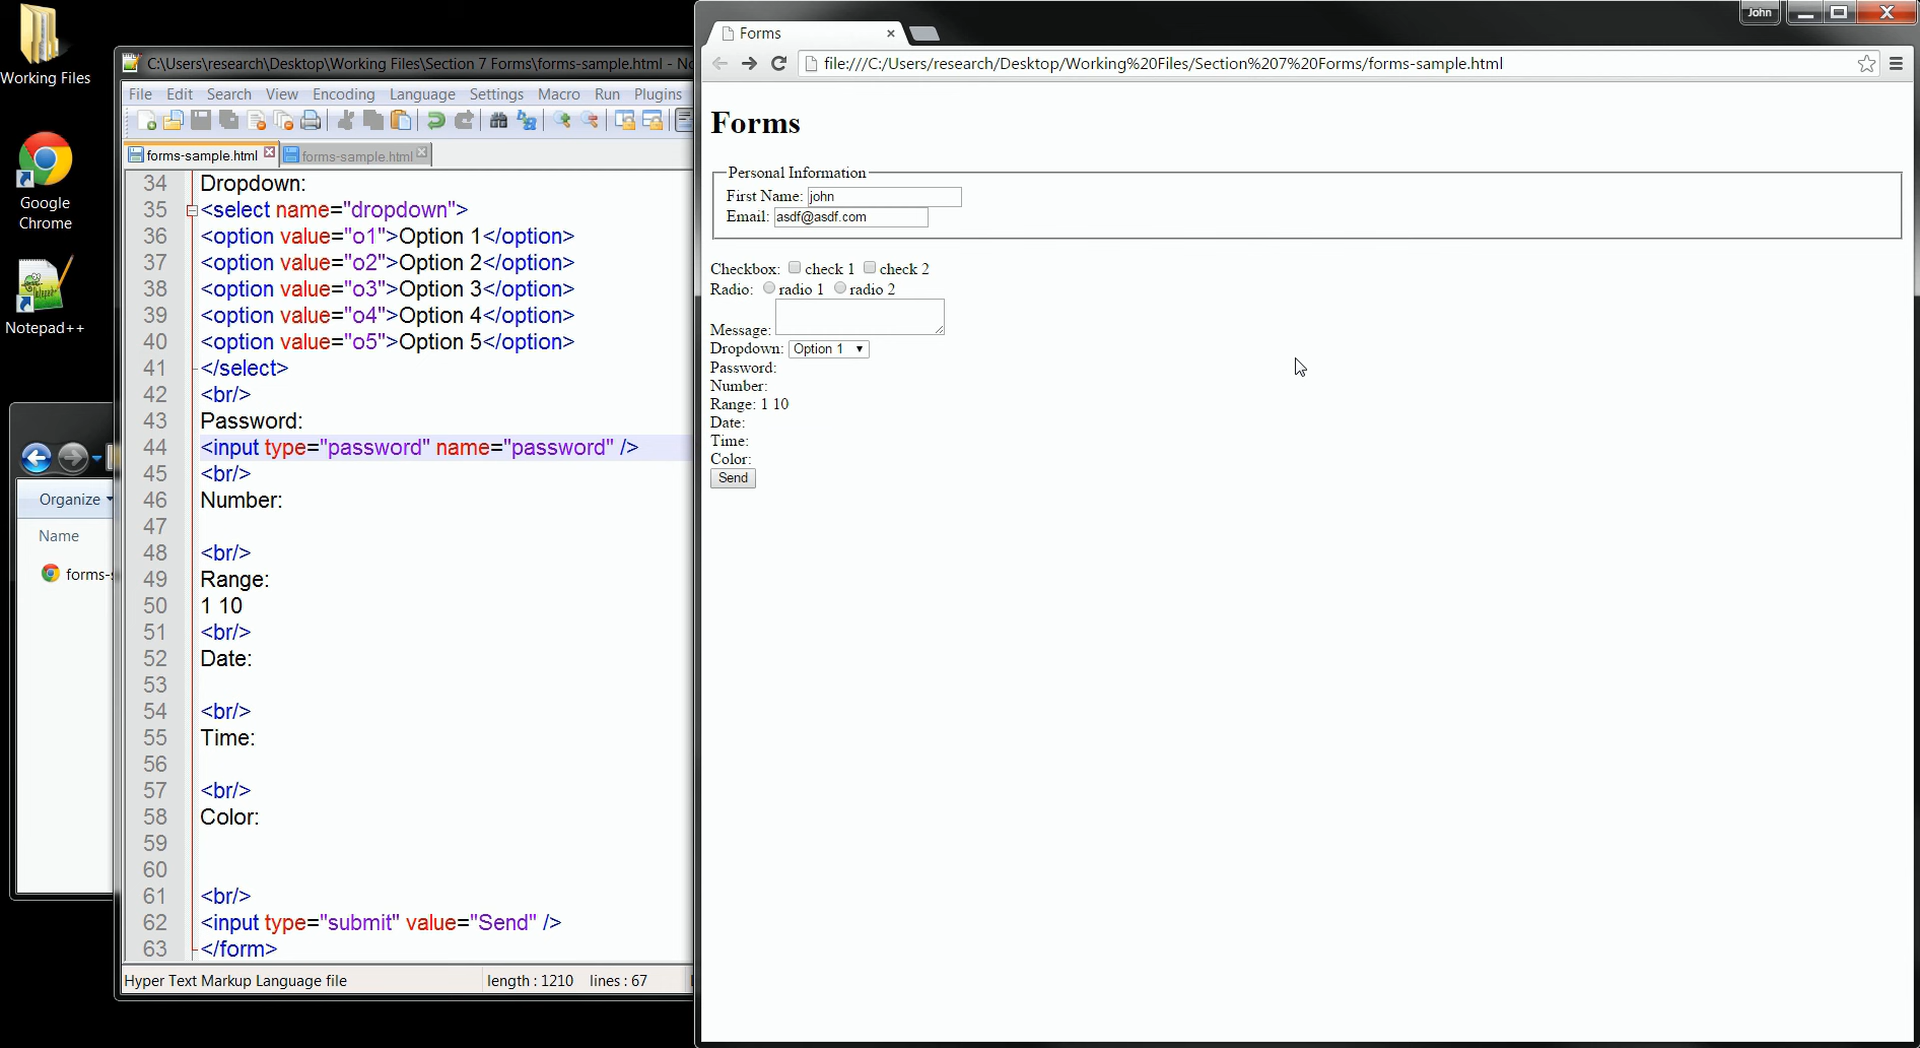 Working Files
Google
Chrome
Notepad++
Organize
Name
forms-s
C:\Users\research\Desktop\Working Files\Section 7 Forms\forms-sample.html - No
File Edit Search View Encoding Language Settings Macro Run Plugins
forms-sample.html forms-sample.html
34 Dropdown:
35 <select name="dropdown">
36 <option value="o1">Option 1</option>
37 <option value="o2">Option 2</option>
38 <option value="o3">Option 3</option>
39 <option value="o4">Option 4</option>
40 <option value="o5">Option 5</option>
41 </select>
42 <br/>
43 Password:
44 <input type="password" name="password" />
45 <br/>
46 Number:
47
48 <br/>
49 Range:
50 1 10
51 <br/>
52 Date:
53
54 <br/>
55 Time:
56
57 <br/>
58 Color:
59
60
61 <br/>
62 <input type="submit" value="Send" />
63 </form>
Hyper Text Markup Language file length : 1210 lines : 67
John
Forms
file:///C:/Users/research/Desktop/Working%20Files/Section%207%20Forms/forms-sample.html
Forms
Personal Information
First Name: john
Email: asdf@asdf.com
Checkbox: check 1 check 2
Radio: radio 1 radio 2
Message:
Dropdown: Option 1
Password:
Number:
Range: 1 10
Date:
Time:
Color:
Send